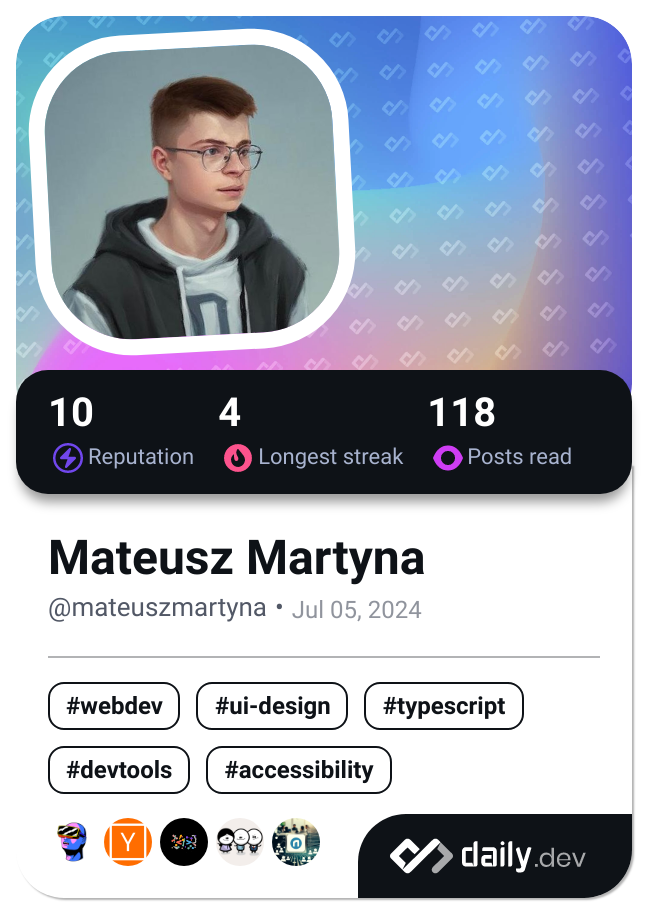 10 4 118
Reputation Longest streak Posts read
Mateusz Martyna
@mateuszmartyna • Jul 05, 2024
#webdev #ui-design #typescript
#devtools #accessibility
Y
daily.dev